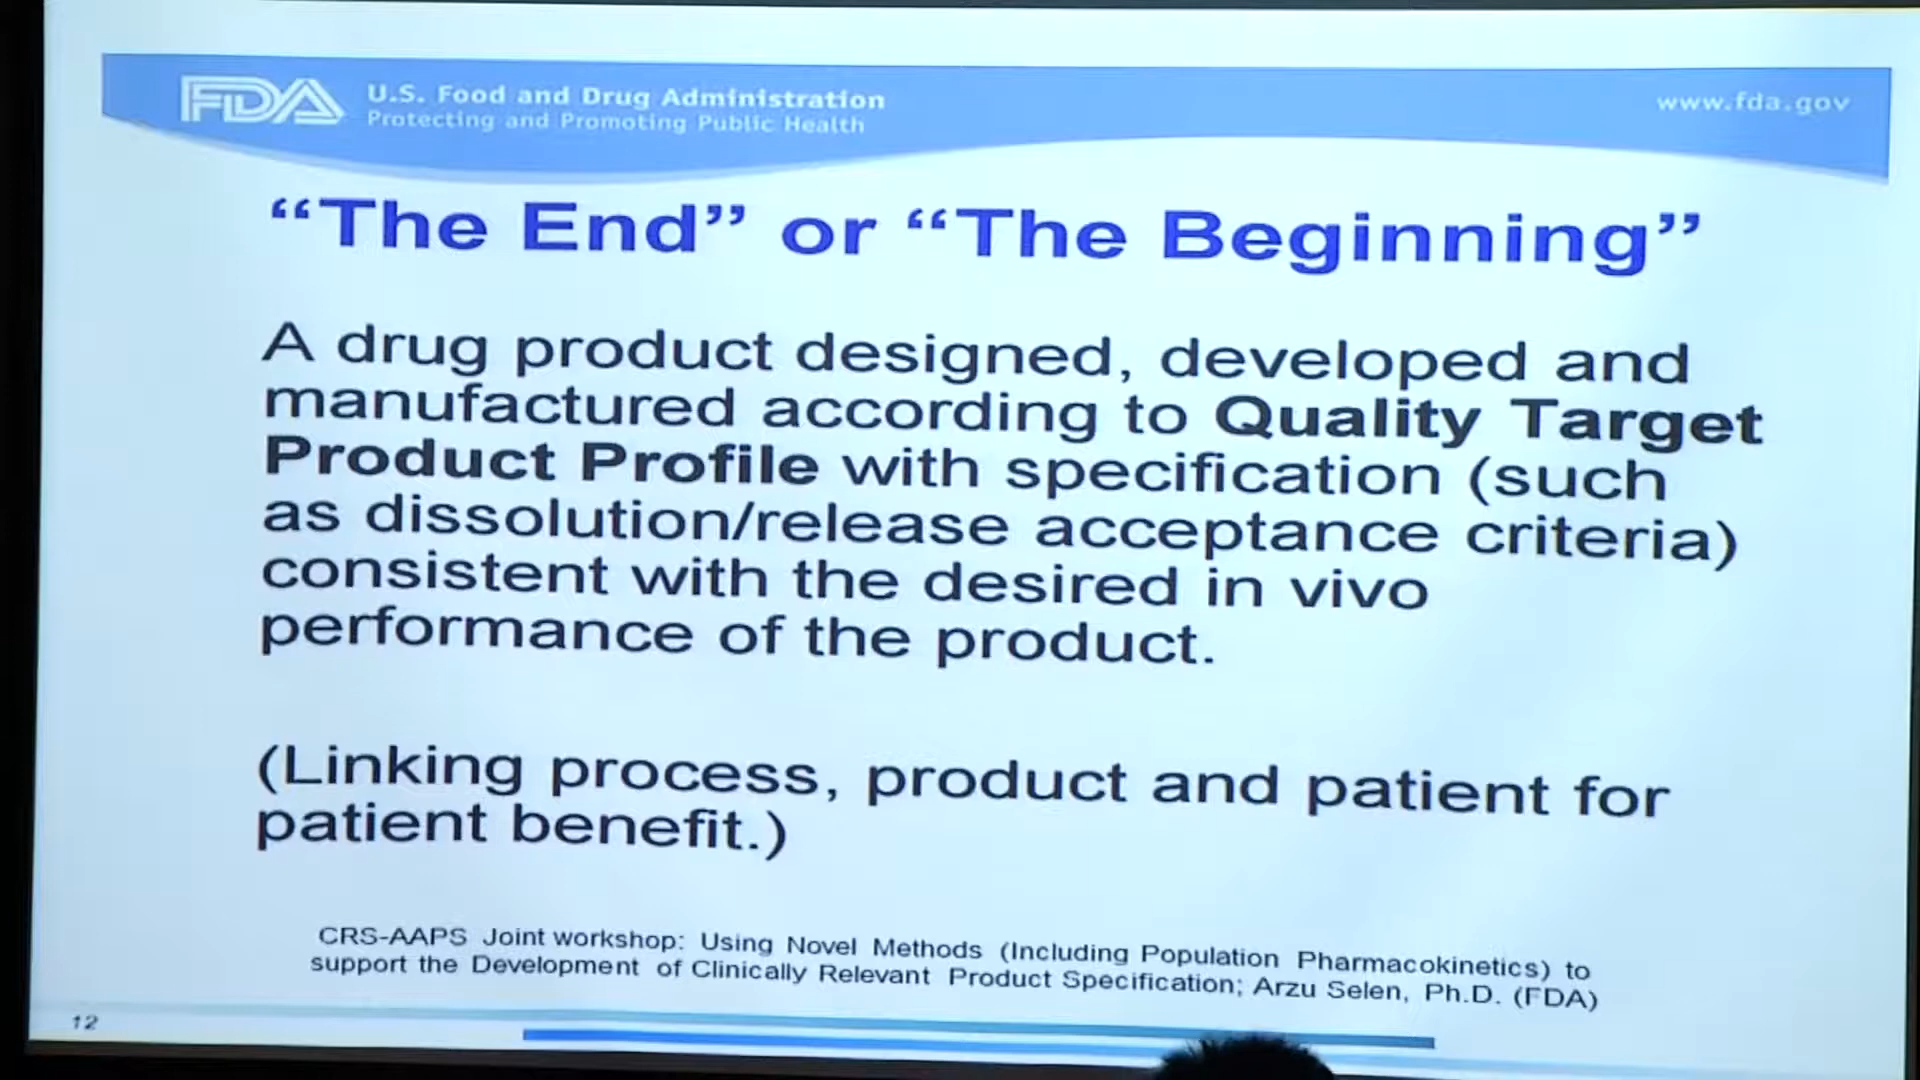 FDA
U.S. Food and Drug Administration
Protecting and Promoting Public Health
www.fda.gov
“The End” or “The Beginning”
A drug product designed, developed and
manufactured according to Quality Target
Product Profile with specification (such
as dissolution/release acceptance criteria)
consistent with the desired in vivo
performance of the product.
(Linking process, product and patient for
patient benefit.)
CRS-AAPS Joint workshop: Using Novel Methods (Including Population Pharmacokinetics) to
support the Development of Clinically Relevant Product Specification; Arzu Selen, Ph.D. (FDA)
12